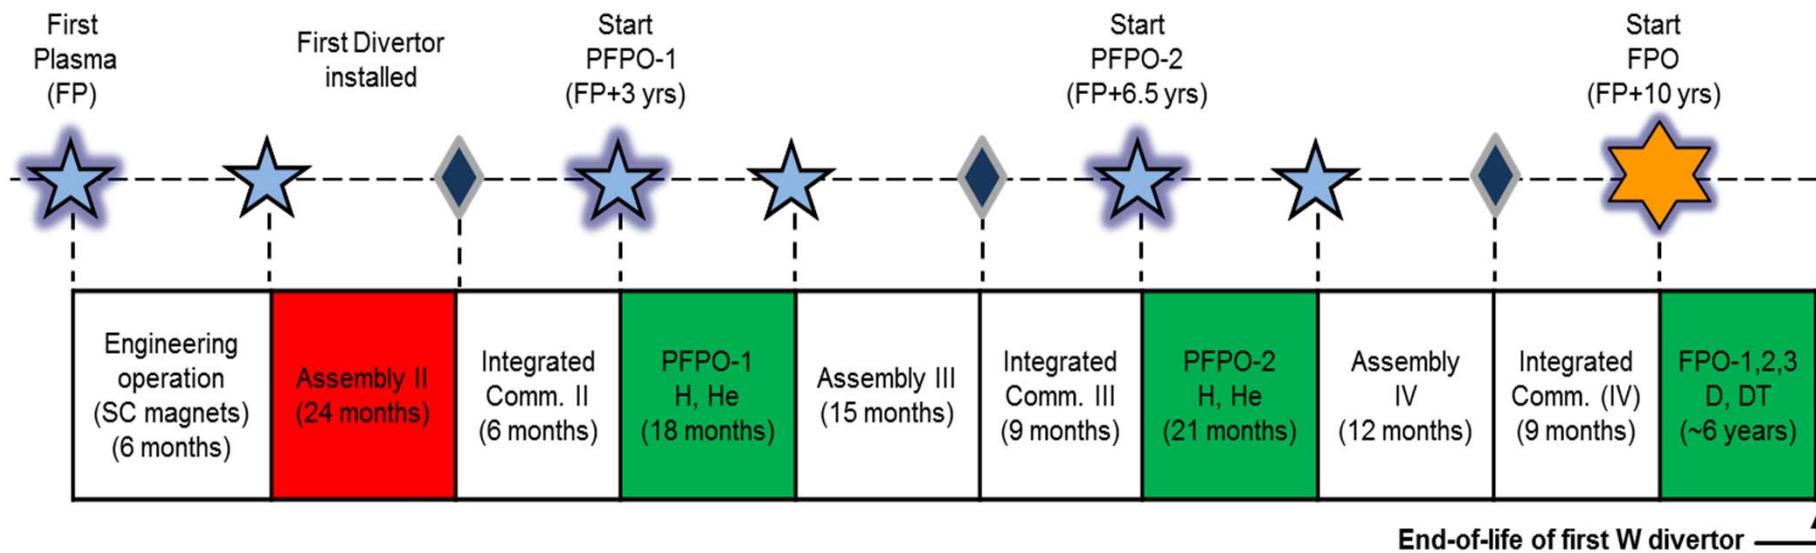 First
Plasma
(FP)
First Divertor
installed
Start
PFPO-1
(FP+3 yrs)
Start
PFPO-2
(FP+6.5 yrs)
Start
FPO
(FP+10 yrs)
Engineering
operation
(SC magnets)
(6 months)
Assembly II
(24 months)
Integrated
Comm. II
(6 months)
PFPO-1
H, He
(18 months)
Assembly III
(15 months)
Integrated
Comm. III
(9 months)
PFPO-2
H, He
(21 months)
Assembly
IV
(12 months)
Integrated
Comm. (IV)
(9 months)
FPO-1,2,3
D, DT
(~6 years)
End-of-life of first W divertor